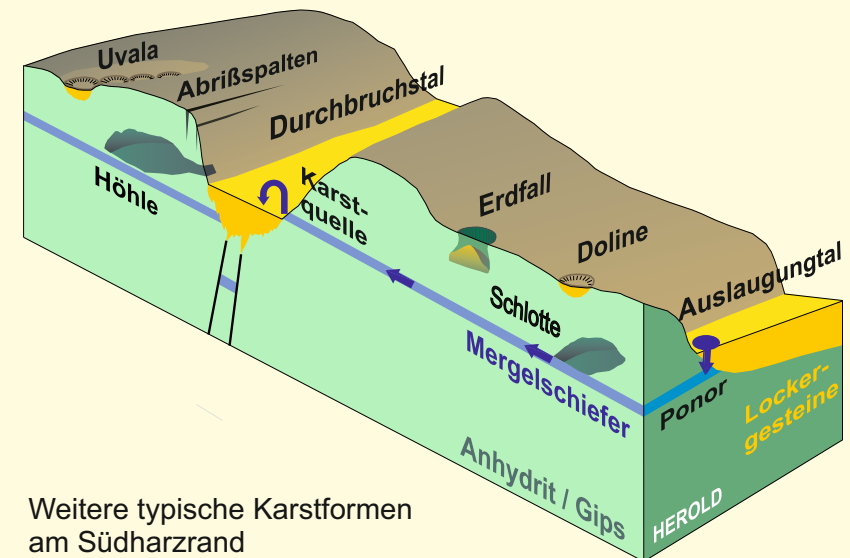 Uvala
Abrißspalten
Durchbruchstal
Höhle
Karst-
quelle
Erdfall
Doline
Auslaugungtal
Schlotte
Mergelschiefer
Ponor
Locker-
gesteine
Anhydrit / Gips
HEROLD
Weitere typische Karstformen
am Südharzrand